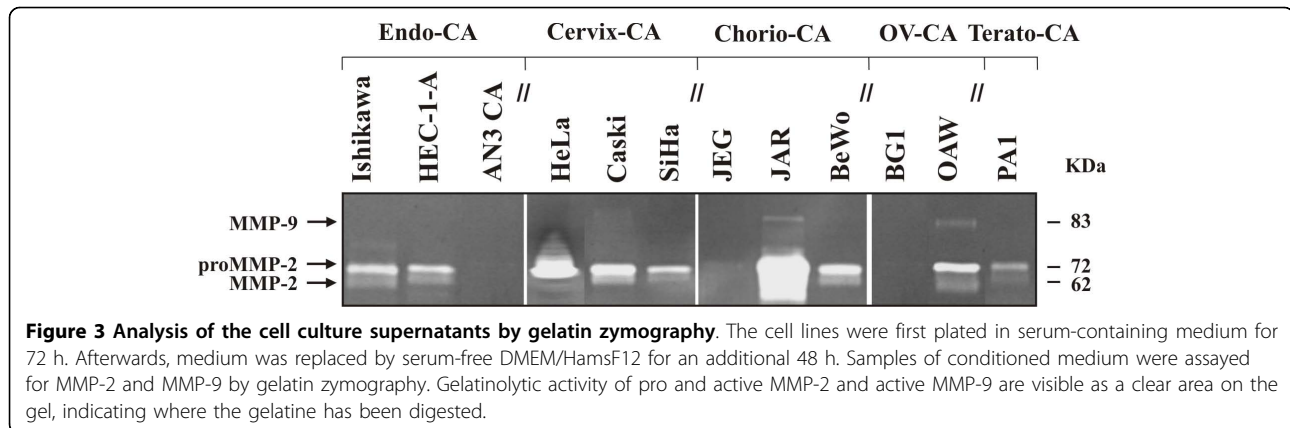 Endo-CA Cervix-CA Chorio-CA OV-CA Terato-CA
// // // //
Ishikawa HEC-1-A AN3 CA HeLa Caski SiHa JEG JAR BeWo BG1 OAW PA1 KDa
MMP-9 83
proMMP-2 72
MMP-2 62
Figure 3 Analysis of the cell culture supernatants by gelatin zymography. The cell lines were first plated in serum-containing medium for
72 h. Afterwards, medium was replaced by serum-free DMEM/HamsF12 for an additional 48 h. Samples of conditioned medium were assayed
for MMP-2 and MMP-9 by gelatin zymography. Gelatinolytic activity of pro and active MMP-2 and active MMP-9 are visible as a clear area on the
gel, indicating where the gelatine has been digested.